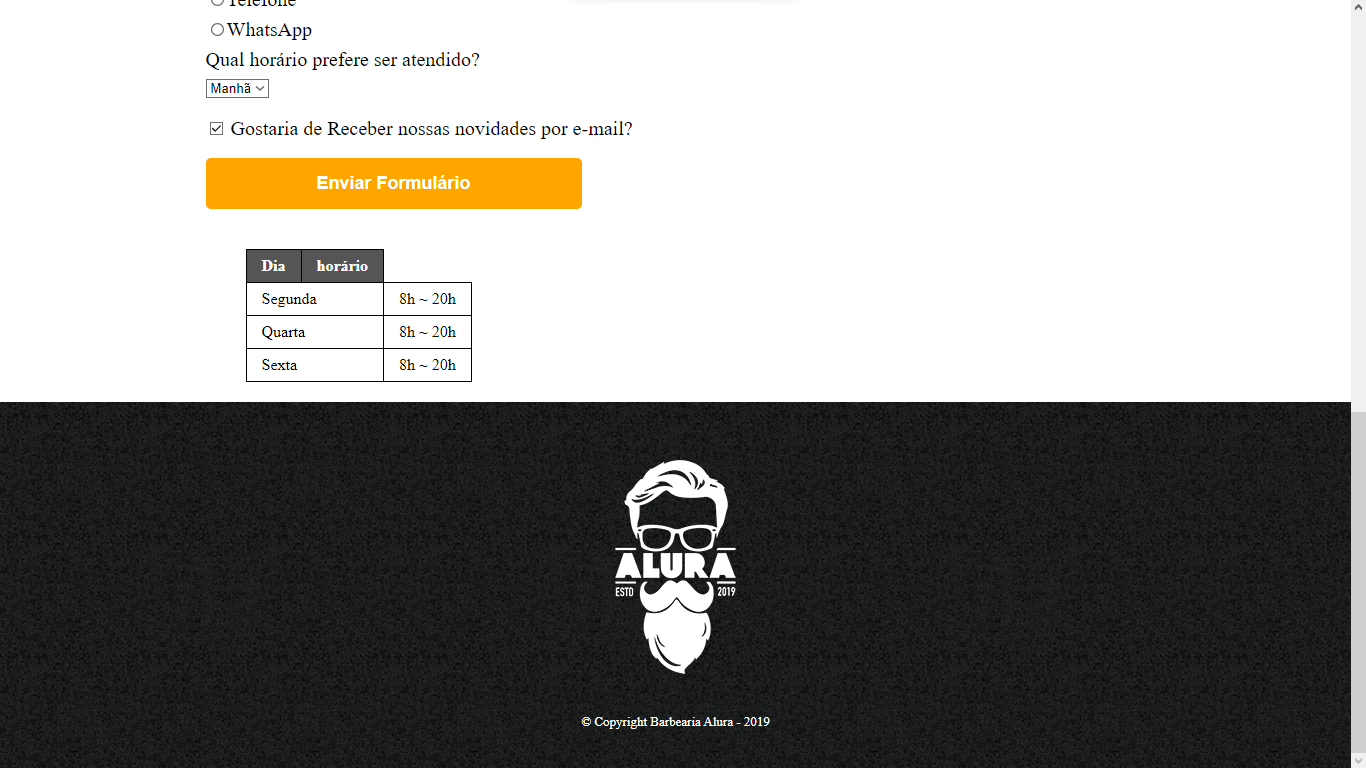 Telefone
WhatsApp
Qual horário prefere ser atendido?
Manhã
Gostaria de Receber nossas novidades por e-mail?
Enviar Formulário
Dia horário
Segunda 8h ~ 20h
Quarta 8h ~ 20h
Sexta 8h ~ 20h
ALURA
ESTD 2019
© Copyright Barbearia Alura - 2019